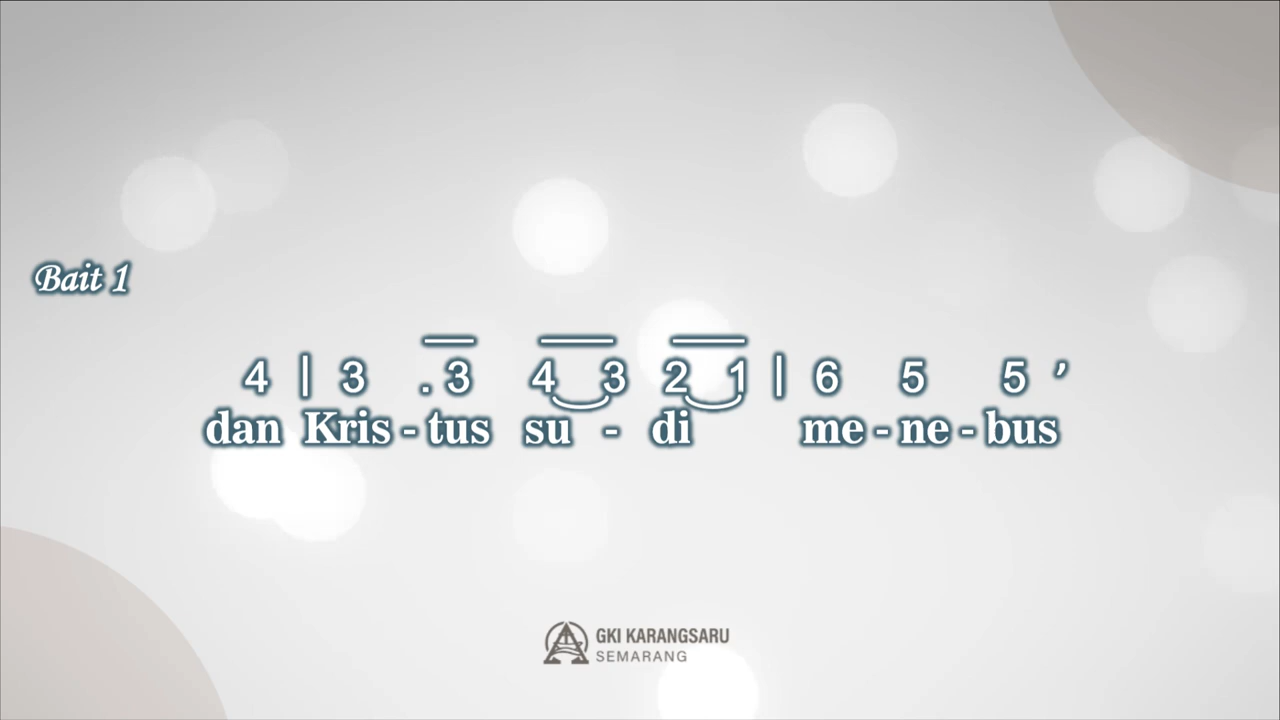 Bait 1
4 | 3 . 3 4 3 2 1 | 6 5 5 ’
dan Kris - tus su - di me - ne - bus
GKI KARANGSARU
SEMARANG